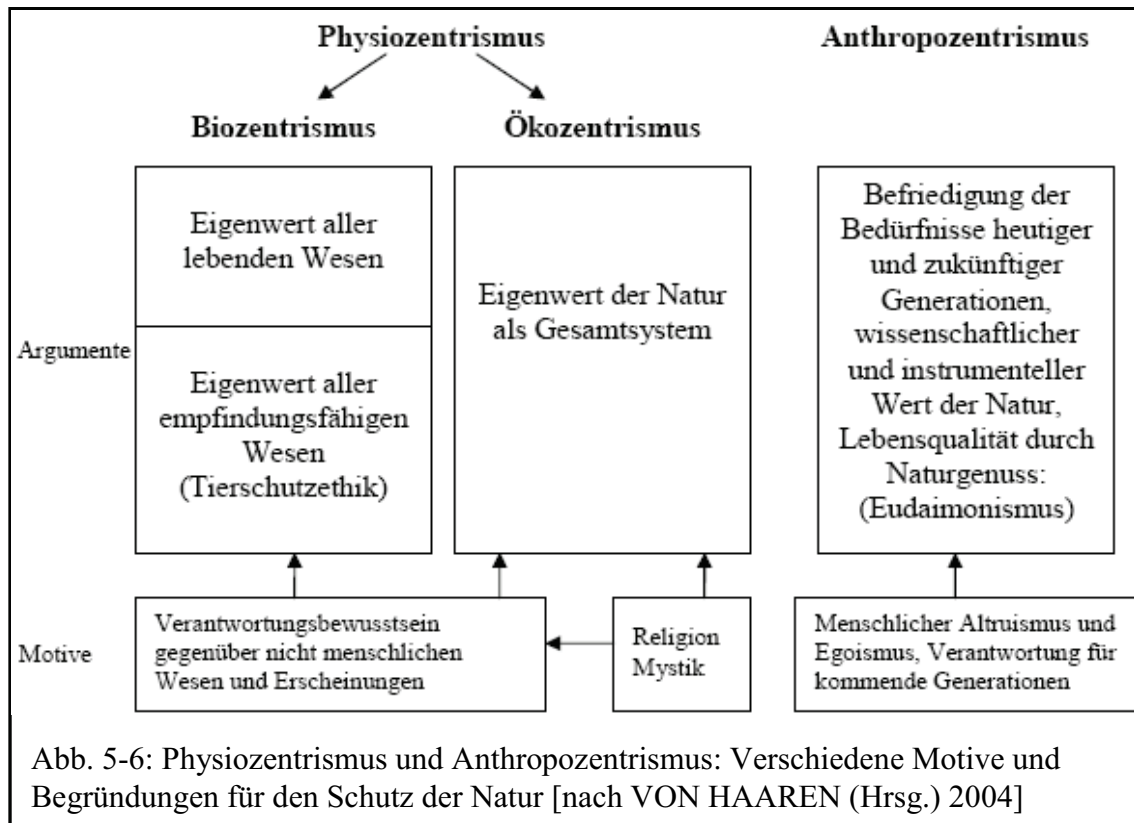 Physiozentrismus
Anthropozentrismus
Biozentrismus
Ökozentrismus
Argumente
Eigenwert aller
lebenden Wesen
Eigenwert aller
empfindungsfähigen
Wesen
(Tierschutzethik)
Eigenwert der Natur
als Gesamtsystem
Befriedigung der
Bedürfnisse heutiger
und zukünftiger
Generationen,
wissenschaftlicher
und instrumenteller
Wert der Natur,
Lebensqualität durch
Naturgenuss:
(Eudaimonismus)
Motive
Verantwortungsbewusstsein
gegenüber nicht menschlichen
Wesen und Erscheinungen
Religion
Mystik
Menschlicher Altruismus und
Egoismus, Verantwortung für
kommende Generationen
Abb. 5-6: Physiozentrismus und Anthropozentrismus: Verschiedene Motive und
Begründungen für den Schutz der Natur [nach VON HAAREN (Hrsg.) 2004]